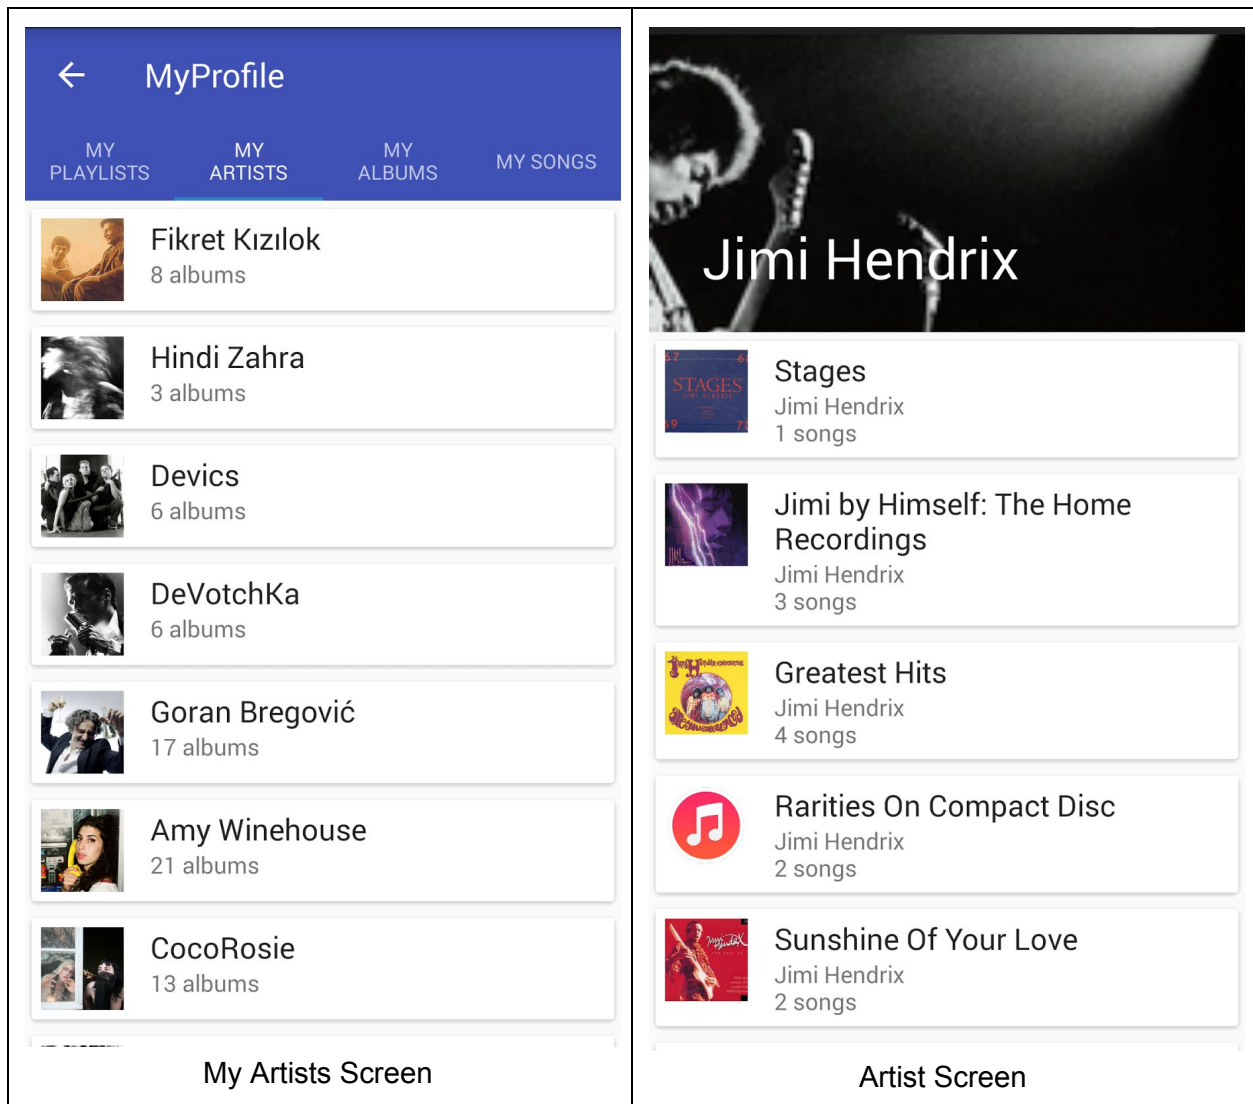 MyProfile
MY
PLAYLISTS
MY
ARTISTS
MY
ALBUMS
MY SONGS
Fikret Kızılok
8 albums
Hindi Zahra
3 albums
Devics
6 albums
DeVotchKa
6 albums
Goran Bregović
17 albums
Amy Winehouse
21 albums
CocoRosie
13 albums
My Artists Screen
Jimi Hendrix
67
STAGES
JIMI HENDRIX
69
Stages
Jimi Hendrix
1 songs
Jimi by Himself: The Home
Recordings
Jimi Hendrix
3 songs
Greatest Hits
Jimi Hendrix
4 songs
Rarities On Compact Disc
Jimi Hendrix
2 songs
Sunshine Of Your Love
Jimi Hendrix
2 songs
Artist Screen